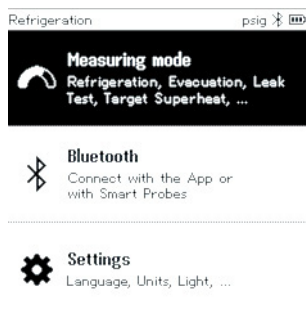 Refrigeration psig
Measuring mode
Refrigeration, Evacuation, Leak
Test, Target Superheat, ...
Bluetooth
Connect with the App or
with Smart Probes
Settings
Language, Units, Light, ...